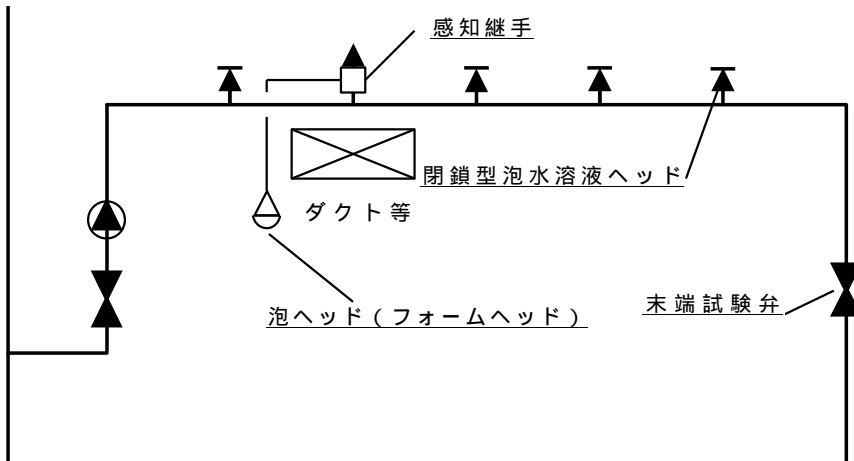 感知継手
閉鎖型泡水溶液ヘッド
ダクト等
泡ヘッド(フォームヘッド)
末端試験弁